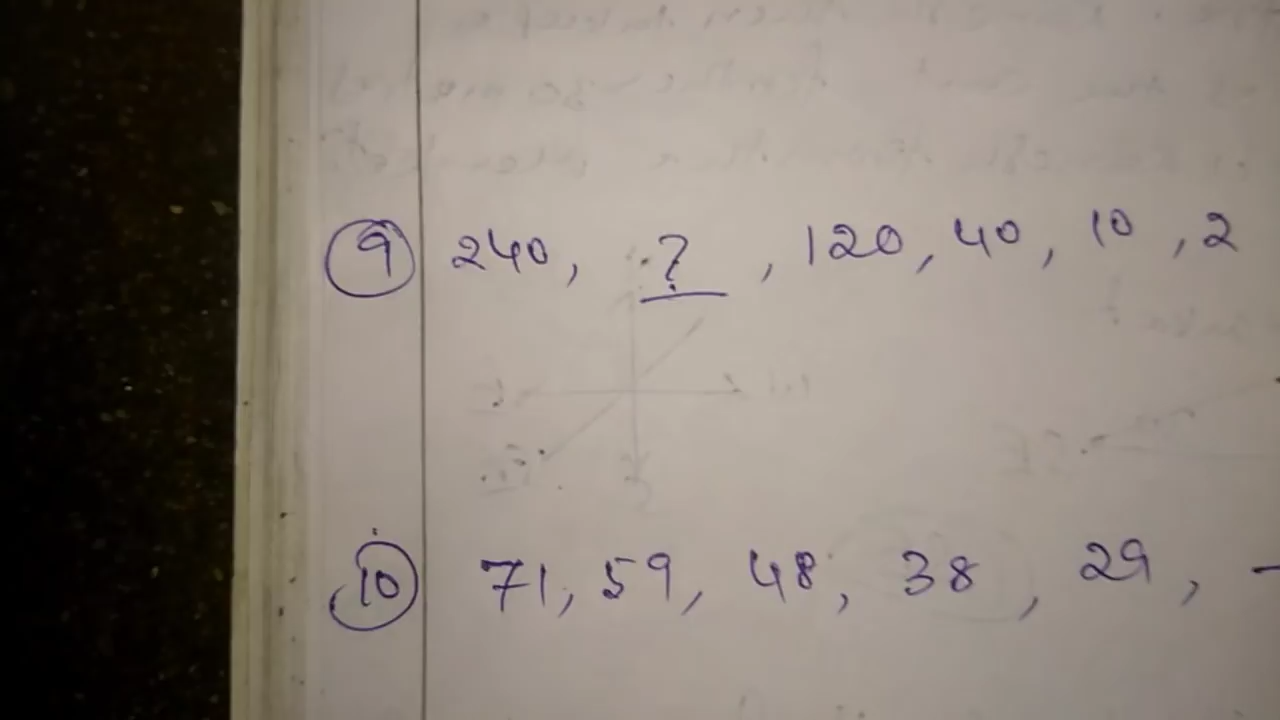 9 240, ?, 120, 40, 10, 2
10 71, 59, 48, 38, 29, -